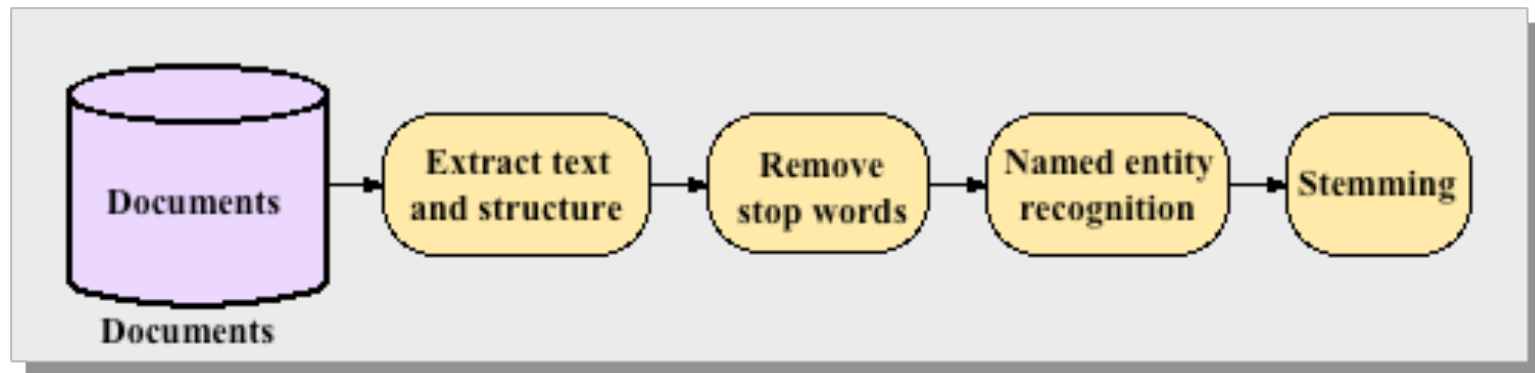 Documents
Documents
Extract text
and structure
Remove
stop words
Named entity
recognition
Stemming